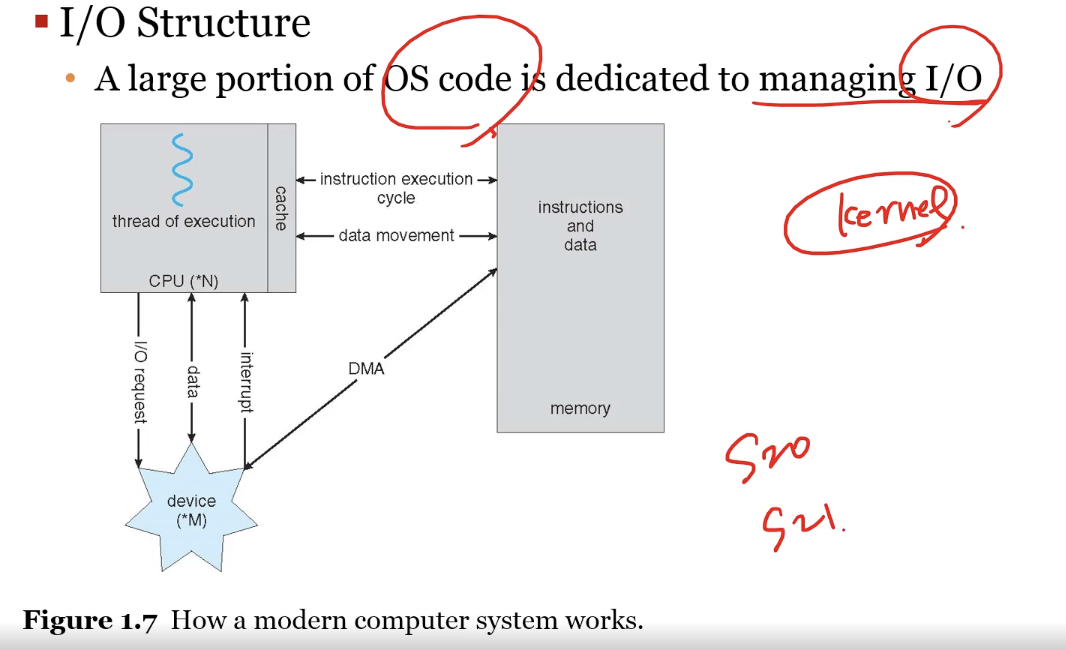 ▪ I/O Structure
• A large portion of OS code is dedicated to managing I/O
kernel.
thread of execution
cache
CPU (*N)
instruction execution cycle
data movement
instructions
and
data
memory
I/O request
data
interrupt
DMA
device
(*M)
S20
S21.
Figure 1.7 How a modern computer system works.